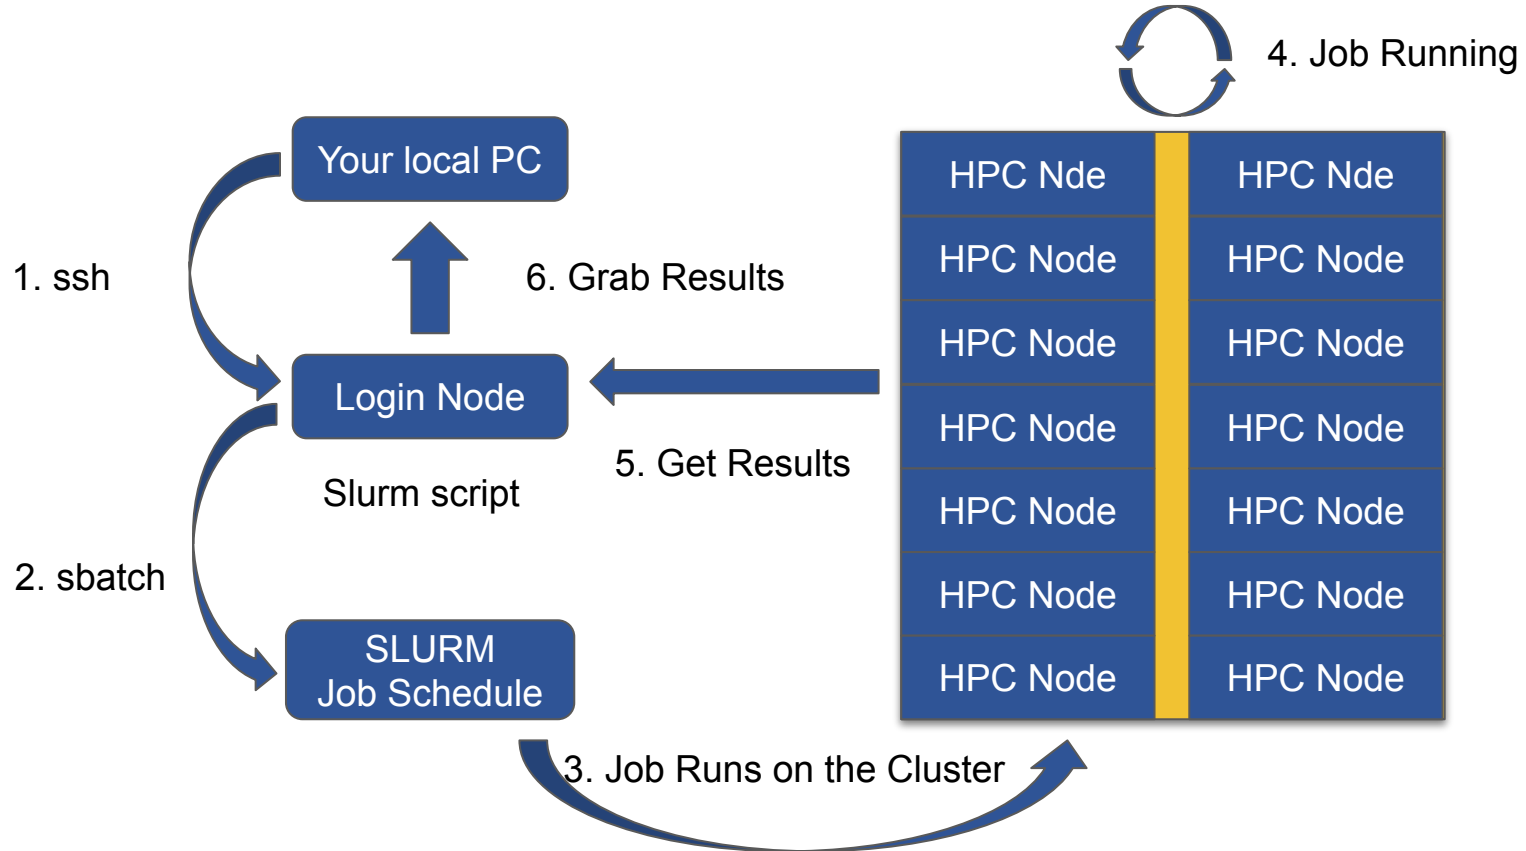 4. Job Running
Your local PC
HPC Nde
HPC Nde
1. ssh
6. Grab Results
HPC Node
HPC Node
HPC Node
HPC Node
Login Node
5. Get Results
HPC Node
HPC Node
Slurm script
HPC Node
HPC Node
2. sbatch
HPC Node
HPC Node
SLURM
Job Schedule
HPC Node
HPC Node
3. Job Runs on the Cluster